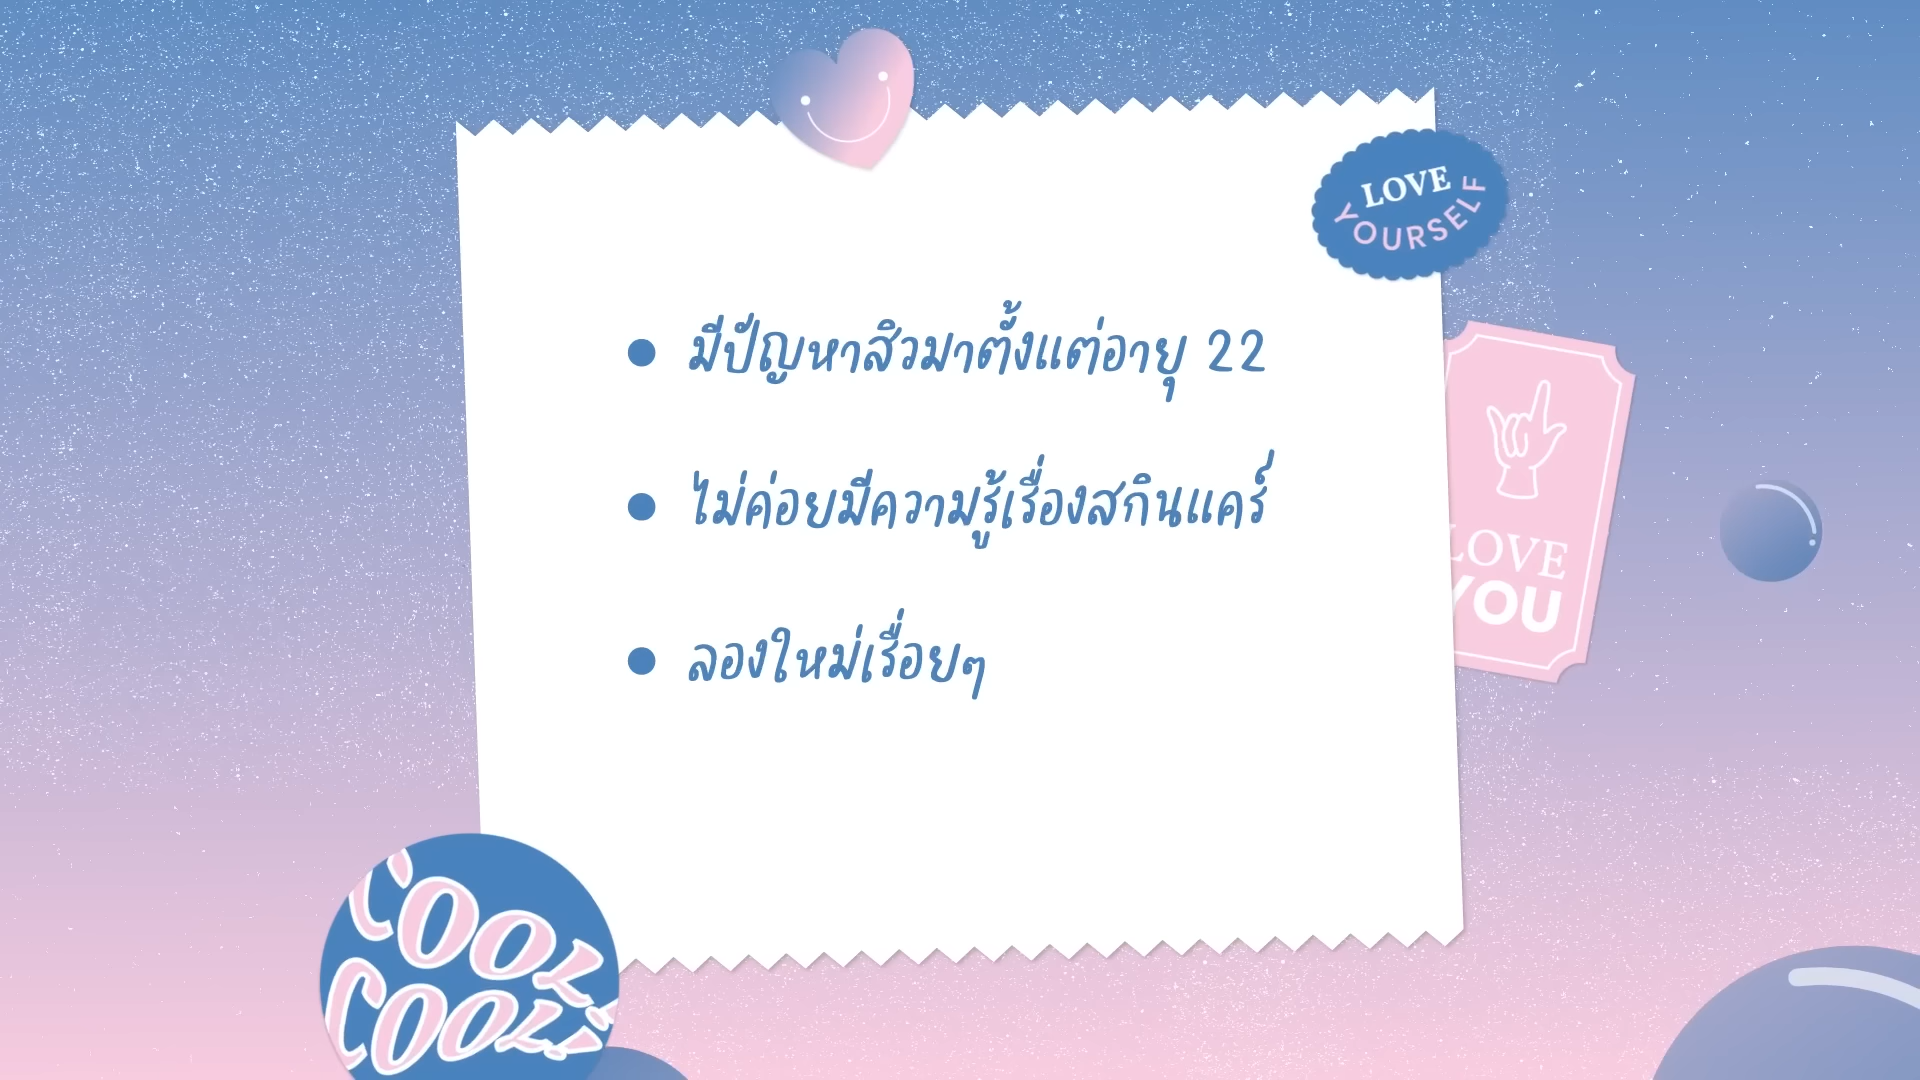 LOVE
YOURSELF
• มีปัญหาสิวมาตั้งแต่อายุ 22
• ไม่ค่อยมีความรู้เรื่องสกินแคร์
• ลองใหม่เรื่อยๆ
LOVE
YOU
COOL
COOL